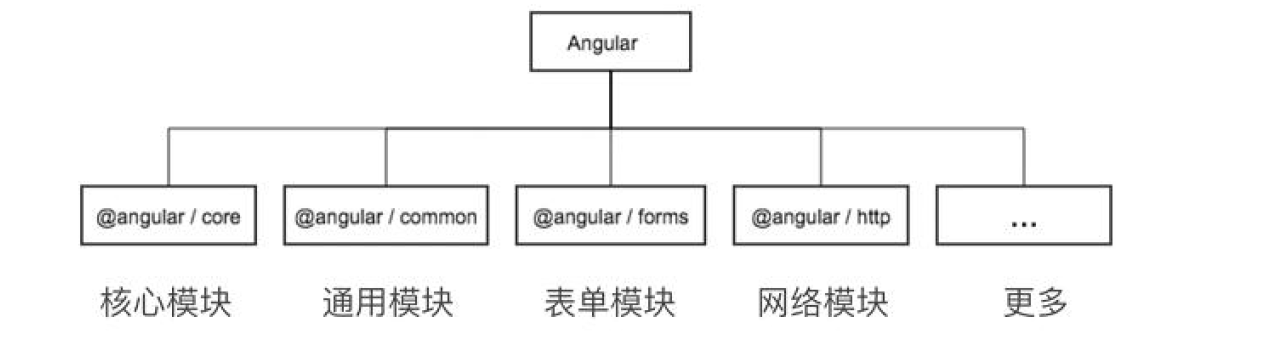 Angular
@angular / core
@angular / common
@angular / forms
@angular / http
...
核心模块
通用模块
表单模块
网络模块
更多